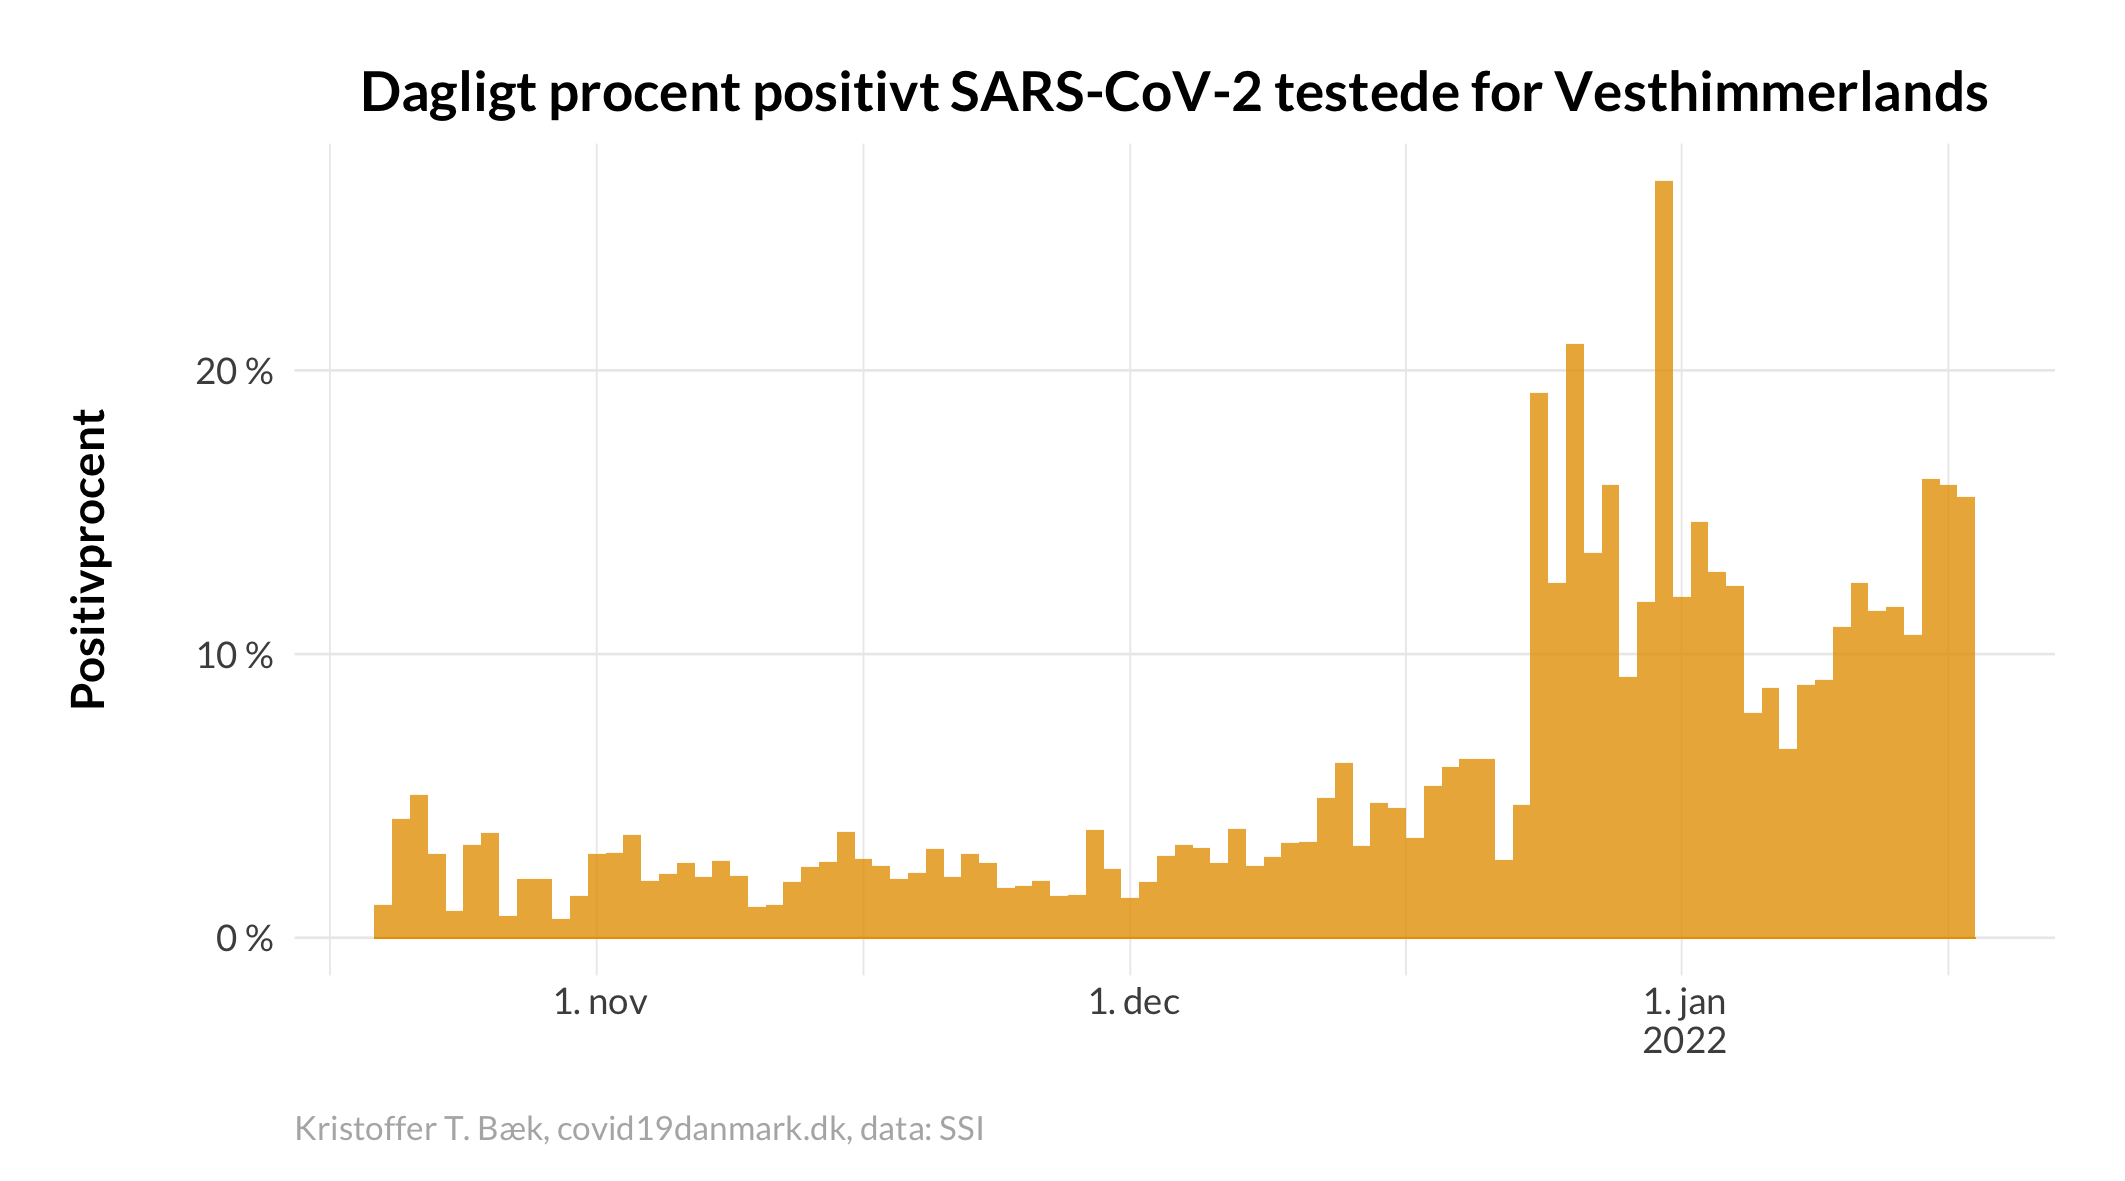 Dagligt procent positivt SARS-CoV-2 testede for Vesthimmerlands
Positivprocent
20 %
10 %
0 %
1. nov
1. dec
1. jan
2022
Kristoffer T. Bæk, covid19danmark.dk, data: SSI